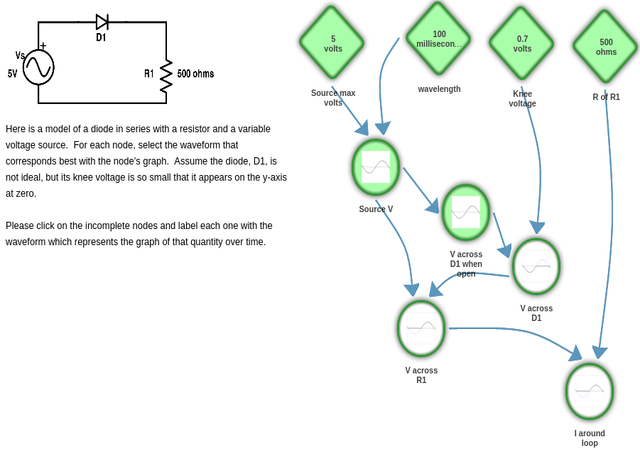 D1
Vs
+
5V
R1
500 ohms
Here is a model of a diode in series with a resistor and a variable
voltage source. For each node, select the waveform that
corresponds best with the node's graph. Assume the diode, D1, is
not ideal, but its knee voltage is so small that it appears on the y-axis
at zero.
Please click on the incomplete nodes and label each one with the
waveform which represents the graph of that quantity over time.
5
volts
100
millisecon...
0.7
volts
500
ohms
Source max
volts
wavelength
Knee
voltage
R of R1
Source V
V across
D1 when
open
V across
D1
V across
R1
I around
loop